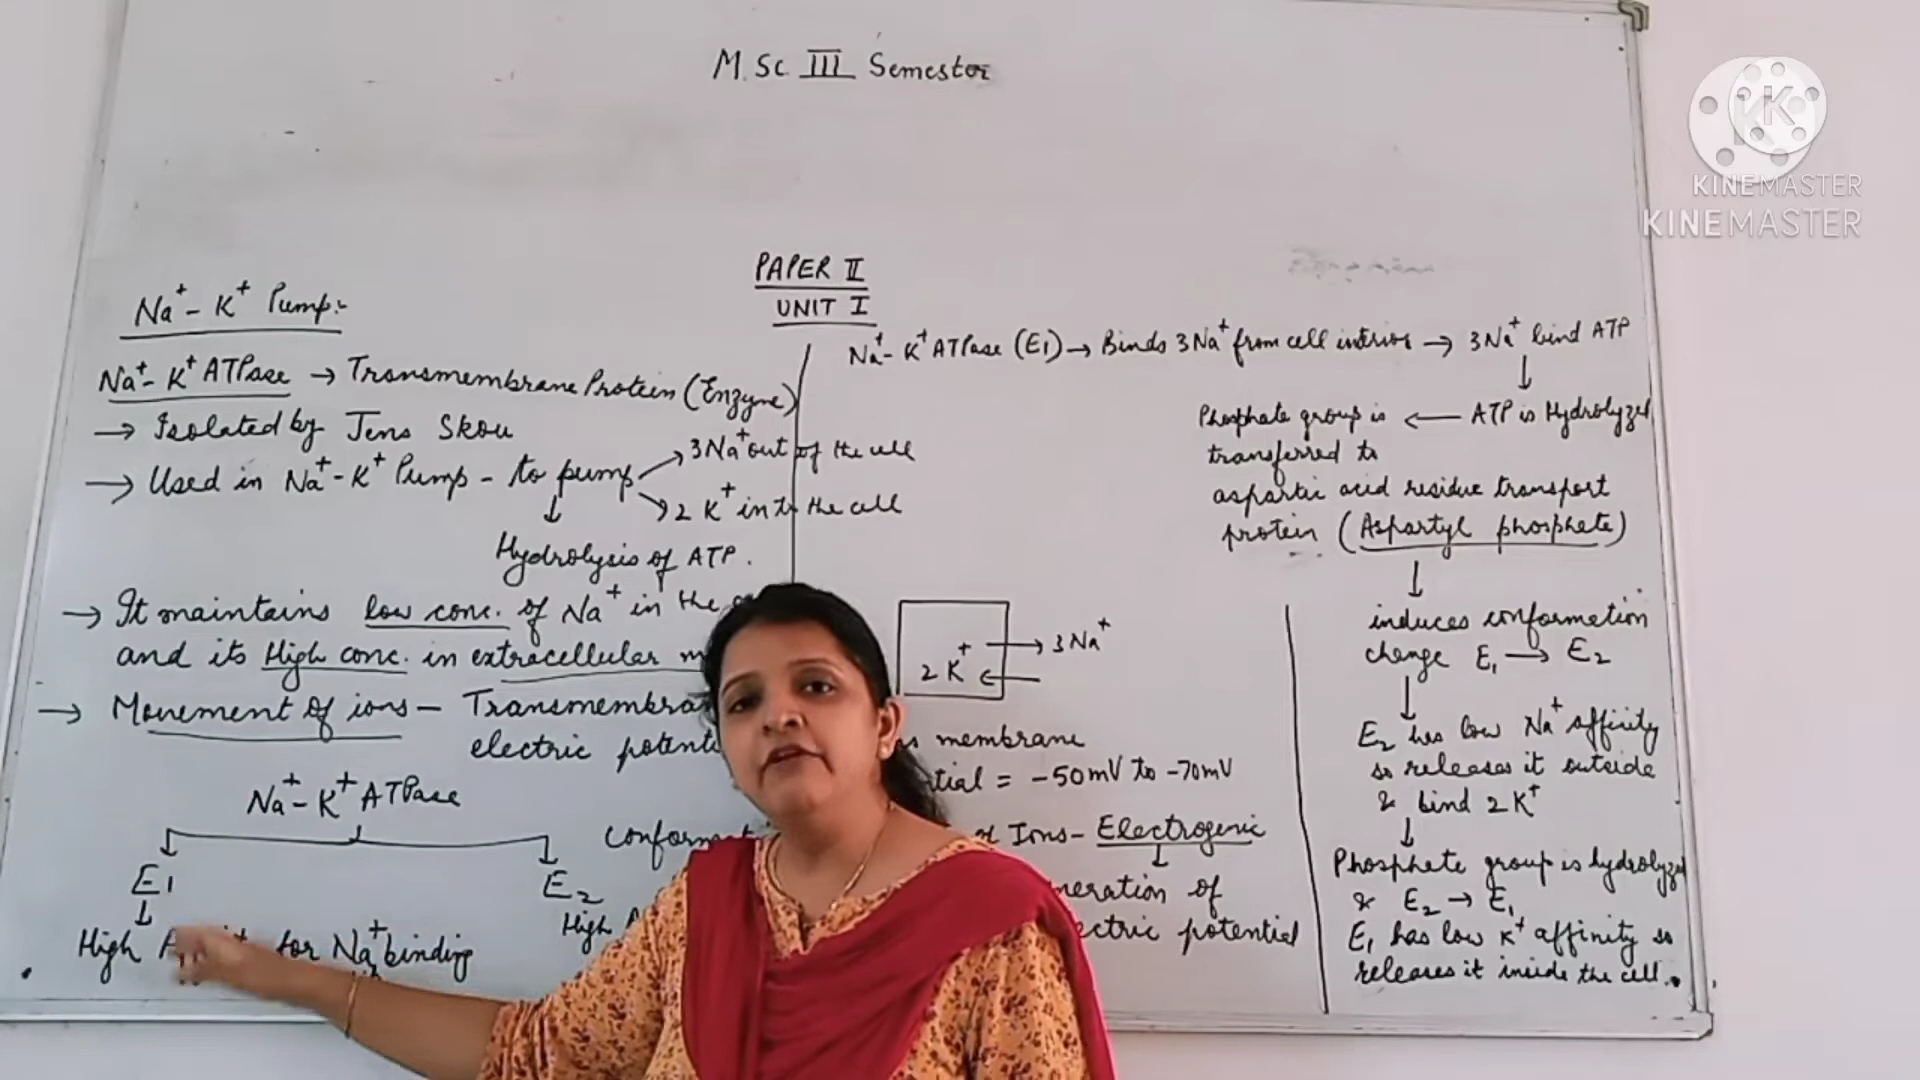 M.Sc III Semester
KINEMASTER
KINEMASTER
PAPER II
UNIT I
Na+ - K+ Pump:-
Na+ - K+ ATPase → Transmembrane Protein (Enzyme)
→ Isolated by Jens Skou
→ Used in Na+ - K+ Pump - to pump
3 Na+ out of the cell
2 K+ into the cell
↓
Hydrolysis of ATP.
→ It maintains low conc. of Na+ in the
and its High conc. in extracellular
→ Movement of ions - 
electric
Na+ - K+ ATPase
E1
E2
↓
High for Na+ binding
High
3 Na+
2 K+
membrane
= -50mV to -70mV
Ions - Electrogenic
↓
of
potential
Na+ - K+ ATPase (E1) → Binds 3Na+ from cell interior → 3Na+ bind ATP
↓
Phosphate group is ← ATP is Hydrolyzed
transferred to
aspartic acid residue transport
protein (Aspartyl phosphate)
↓
induces conformation
change E1 → E2
↓
E2 has low Na+ affinity
so releases it outside
& bind 2K+
↓
Phosphate group is hydrolyzed
& E2 → E1
E1 has low K+ affinity so
releases it inside the cell.